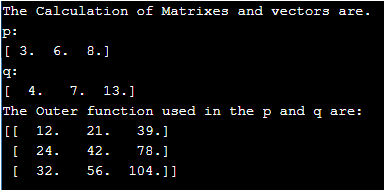 The Calculation of Matrixes and vectors are.
p:
[ 3.  6.  8.]
q:
[  4.   7.  13.]
The Outer function used in the p and q are:
[[  12.   21.   39.]
 [  24.   42.   78.]
 [  32.   56.  104.]]